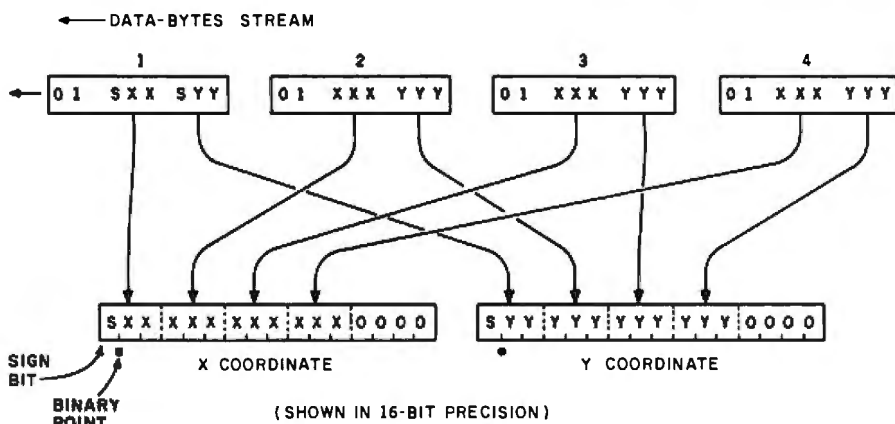 DATA-BYTES STREAM
1 2 3 4
01 SXX SYY 01 XXX YYY 01 XXX YYY 01 XXX YYY
SXX XXX XXX XXX 0000 SYY YYY YYY YYY 0000
SIGN BIT
X COORDINATE
Y COORDINATE
BINARY POINT
(SHOWN IN 16-BIT PRECISION)